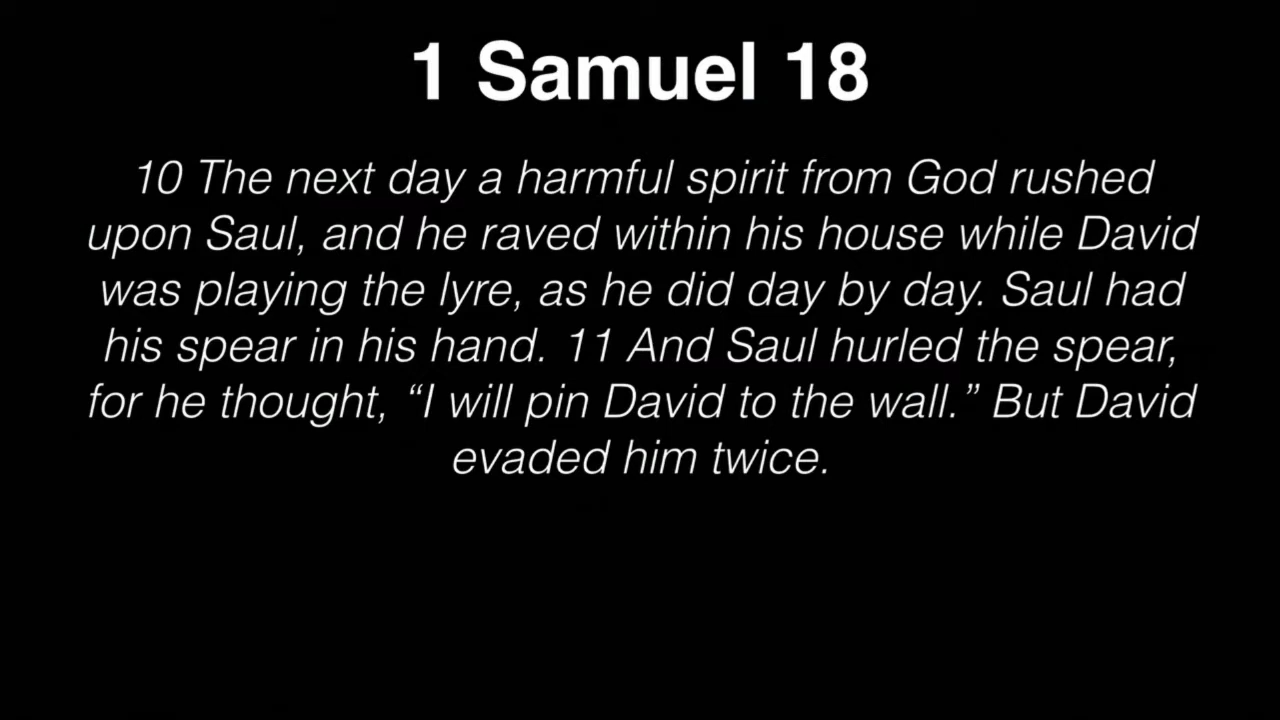 1 Samuel 18
10 The next day a harmful spirit from God rushed
upon Saul, and he raved within his house while David
was playing the lyre, as he did day by day. Saul had
his spear in his hand. 11 And Saul hurled the spear,
for he thought, “I will pin David to the wall.” But David
evaded him twice.